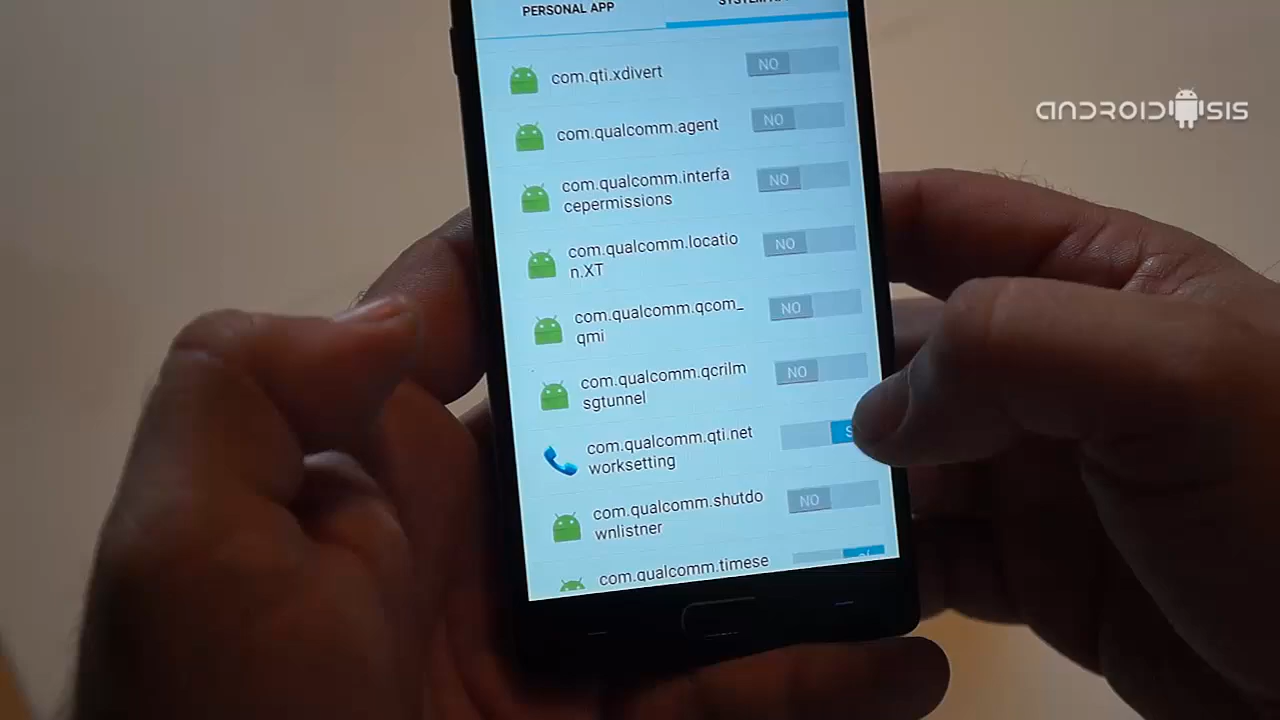 PERSONAL APP
com.qti.xdivert
NO
com.qualcomm.agent
NO
com.qualcomm.interfa
cepermissions
NO
com.qualcomm.locatio
n.XT
NO
com.qualcomm.qcom_
qmi
NO
com.qualcomm.qcrilm
sgtunnel
NO
com.qualcomm.qti.net
worksetting
com.qualcomm.shutdo
wnlistner
NO
com.qualcomm.timese
ANDROIDSIS